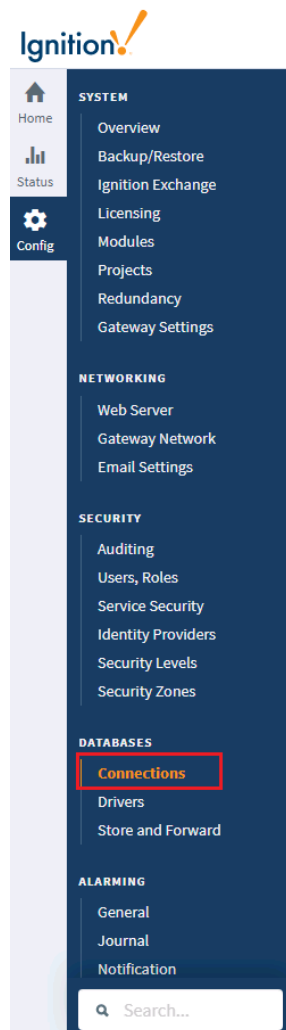 Ignition!
Home
Status
Config
SYSTEM
Overview
Backup/Restore
Ignition Exchange
Licensing
Modules
Projects
Redundancy
Gateway Settings
NETWORKING
Web Server
Gateway Network
Email Settings
SECURITY
Auditing
Users, Roles
Service Security
Identity Providers
Security Levels
Security Zones
DATABASES
Connections
Drivers
Store and Forward
ALARMING
General
Journal
Notification
Search...